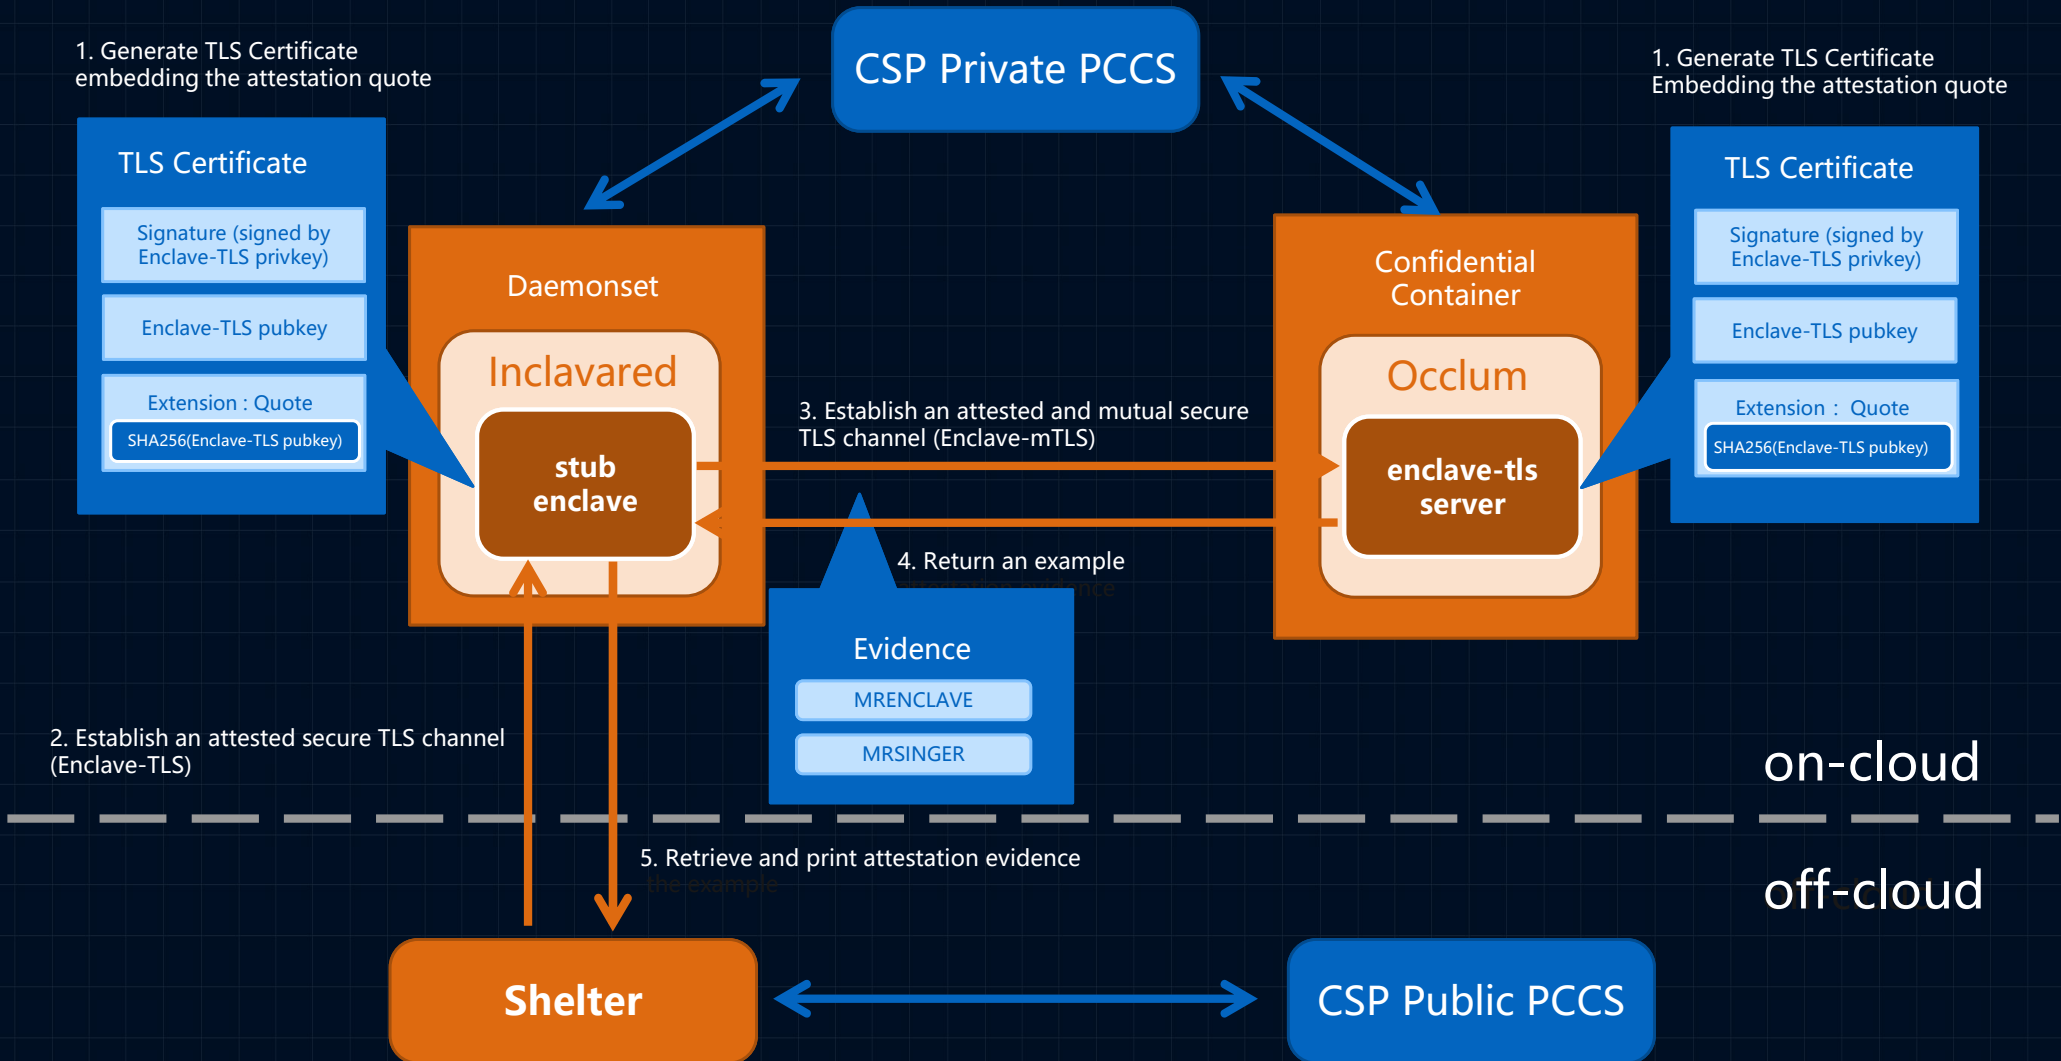 CSP Private PCCS
1. Generate TLS Certificate
embedding the attestation quote
1. Generate TLS Certificate
Embedding the attestation quote
TLS Certificate
Signature (signed by
Enclave-TLS privkey)
Enclave-TLS pubkey
Extension : Quote
SHA256(Enclave-TLS pubkey)
Daemonset
Inclavared
stub
enclave
3. Establish an attested and mutual secure
TLS channel (Enclave-mTLS)
4. Return an example
attestation evidence
Evidence
MRENCLAVE
MRSINGER
Confidential
Container
Occlum
enclave-tls
server
TLS Certificate
Signature (signed by
Enclave-TLS privkey)
Enclave-TLS pubkey
Extension : Quote
SHA256(Enclave-TLS pubkey)
2. Establish an attested secure TLS channel
(Enclave-TLS)
on-cloud
5. Retrieve and print attestation evidence
the example
off-cloud
Shelter
CSP Public PCCS